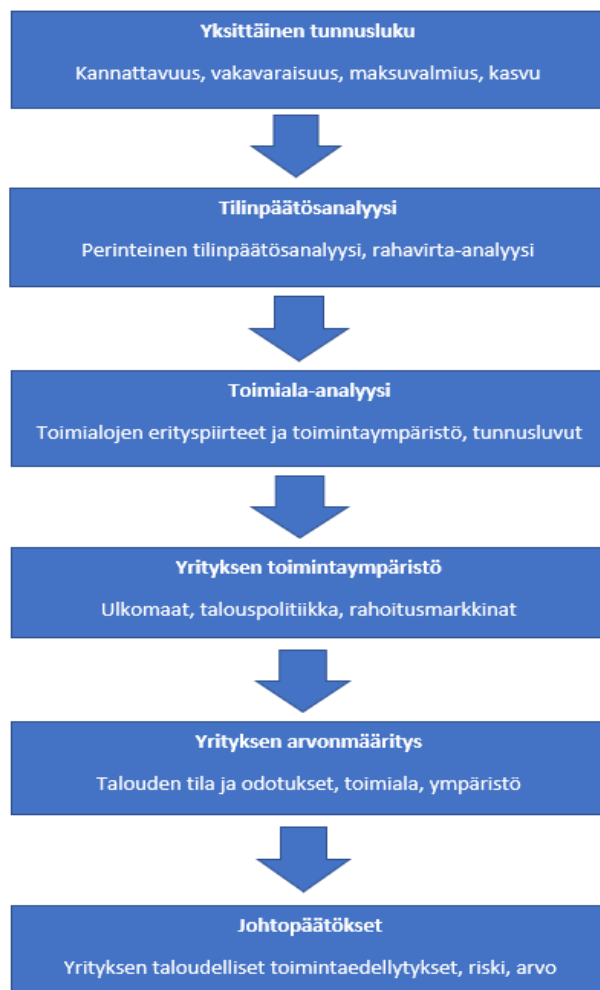 Yksittäinen tunnusluku
Kannattavuus, vakavaraisuus, maksuvalmius, kasvu
Tilinpäätösanalyysi
Perinteinen tilinpäätösanalyysi, rahavirta-analyysi
Toimiala-analyysi
Toimialojen erityspiirteet ja toimintaympäristö, tunnusluvut
Yrityksen toimintaympäristö
Ulkomaat, talouspolitiikka, rahoitusmarkkinat
Yrityksen arvonmääritys
Talouden tila ja odotukset, toimiala, ympäristö
Johtopäätökset
Yrityksen taloudelliset toimintaedellytykset, riski, arvo